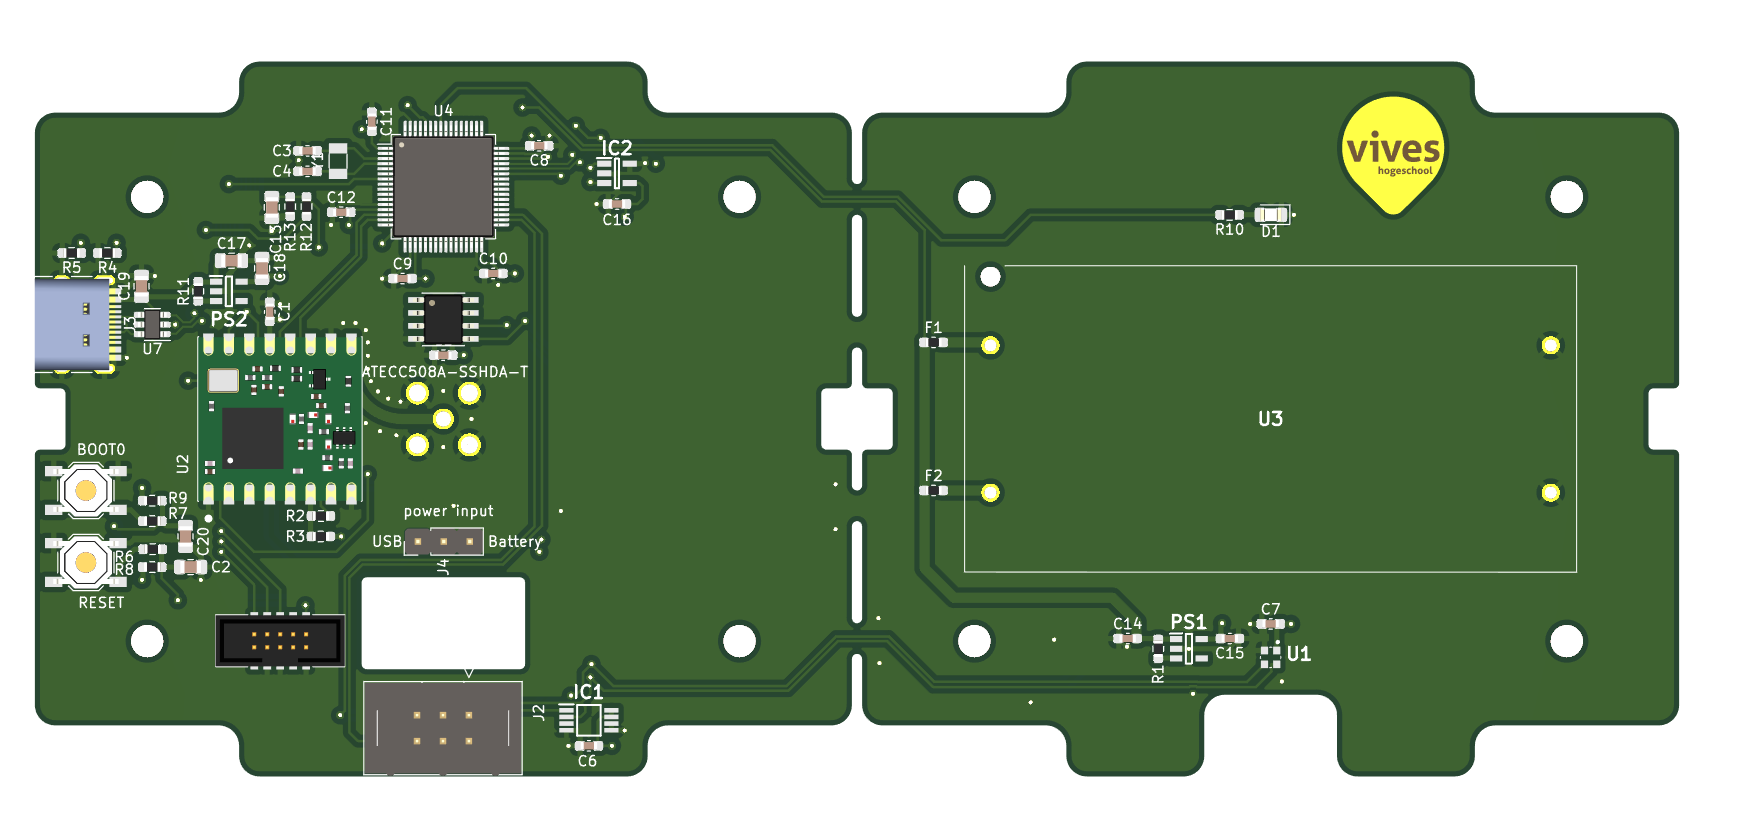 U4
C11
C3
C4
Y1
C8
IC2
C16
C12
C13
R13
R12
C17
C18
R5
R4
C19
R11
PS2
C1
J3
U7
C9
C10
ATECC508A-SSHDA-T
BOOT0
U2
R9
R7
C20
R6
R8
C2
RESET
R2
R3
power input
USB
Battery
J4
J2
IC1
C6
vives
hogeschool
R10
D1
F1
F2
U3
C14
R1
PS1
C15
C7
U1